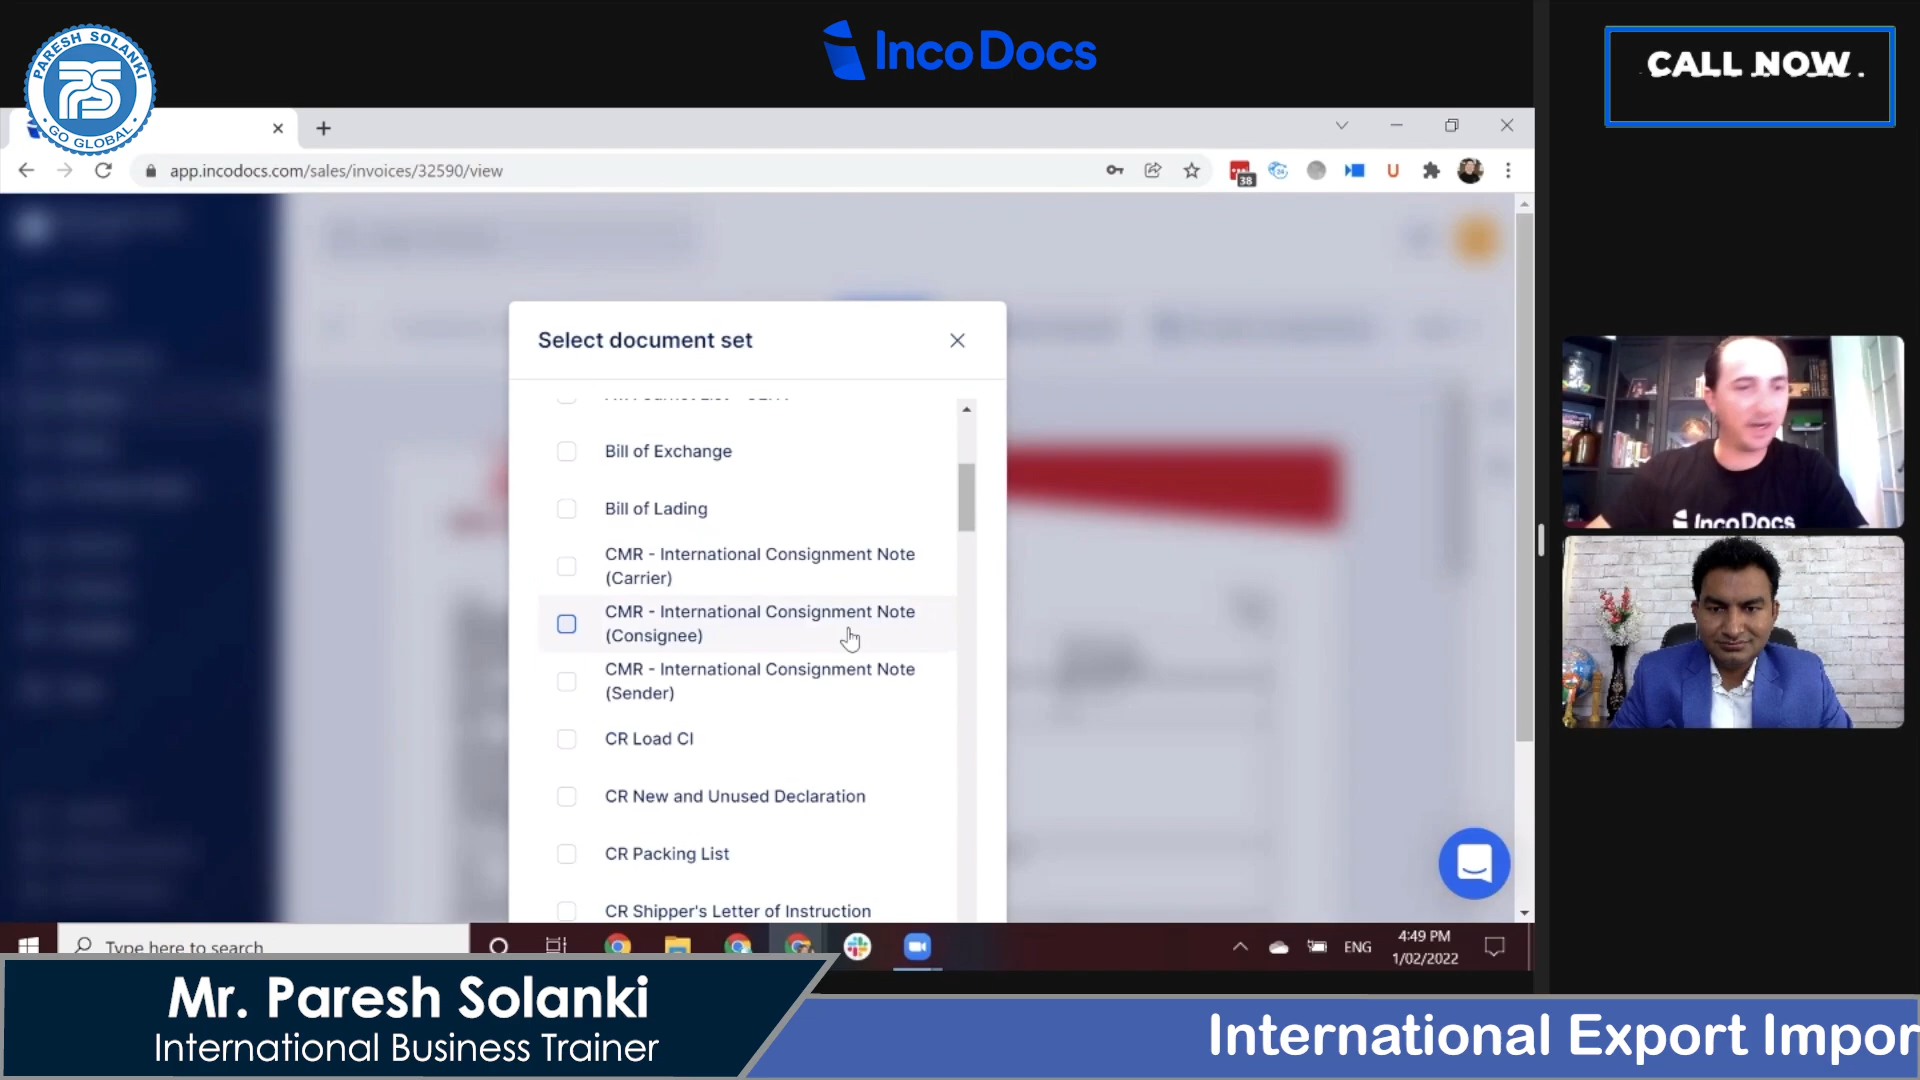 PARESH SOLANKI
GO GLOBAL
IncoDocs
CALL NOW.
app.incodocs.com/sales/invoices/32590/view
38
24
U
Select document set
Bill of Exchange
Bill of Lading
CMR - International Consignment Note
(Carrier)
CMR - International Consignment Note
(Consignee)
CMR - International Consignment Note
(Sender)
CR Load CI
CR New and Unused Declaration
CR Packing List
CR Shipper's Letter of Instruction
IncoDocs
Type here to search
ENG
4:49 PM
1/02/2022
Mr. Paresh Solanki
International Business Trainer
International Export Impor